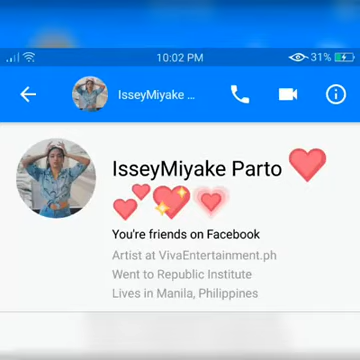 10:02 PM 31%
IsseyMiyake ...
IsseyMiyake Parto
You're friends on Facebook
Artist at VivaEntertainment.ph
Went to Republic Institute
Lives in Manila, Philippines